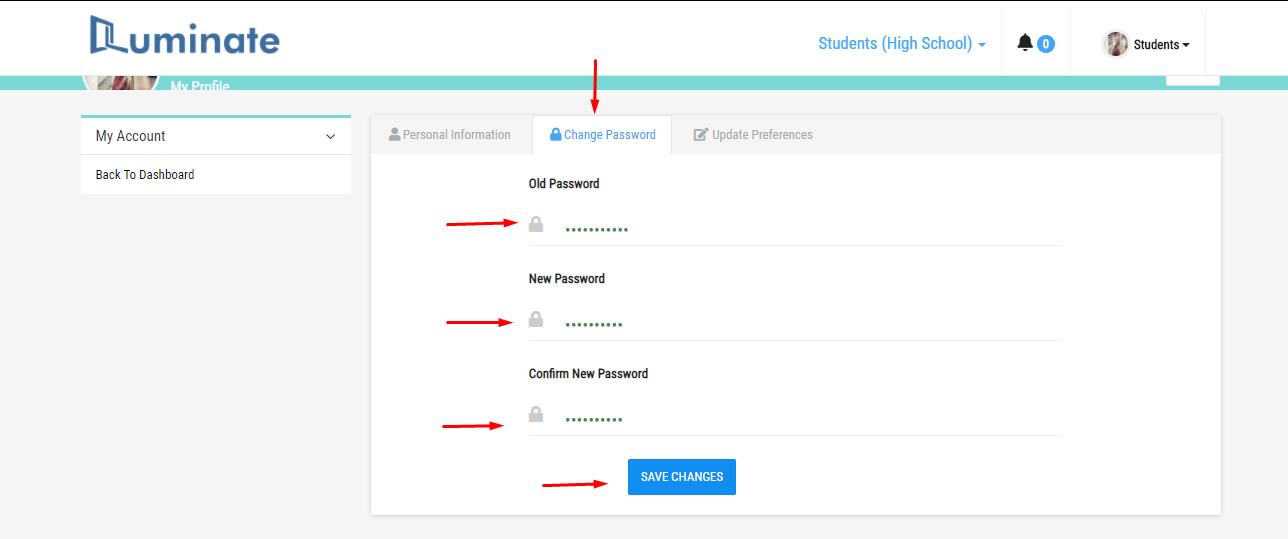 Luminate
Students (High School)
0
Students
My Profile
My Account
Back To Dashboard
Personal Information
Change Password
Update Preferences
Old Password
•••••••••••
New Password
••••••••••
Confirm New Password
••••••••••
SAVE CHANGES